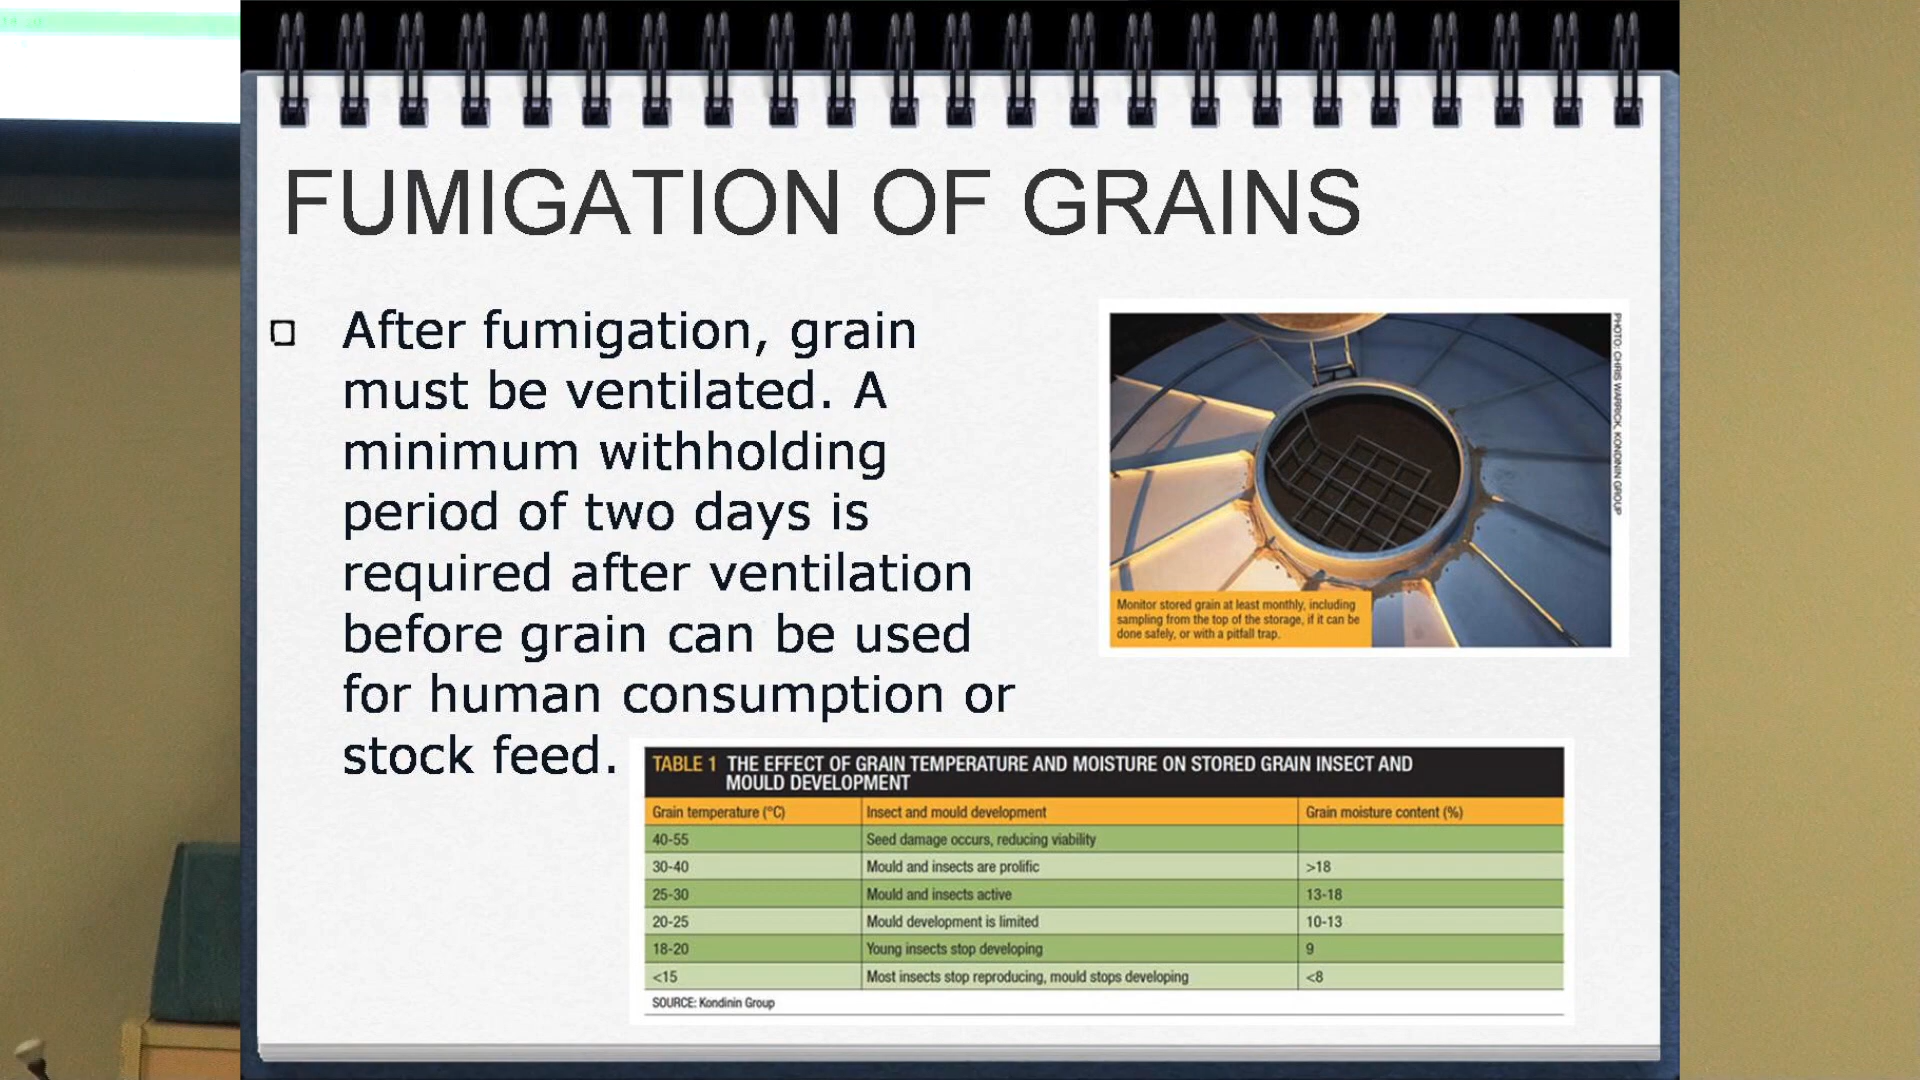 FUMIGATION OF GRAINS
After fumigation, grain
must be ventilated. A
minimum withholding
period of two days is
required after ventilation
before grain can be used
for human consumption or
stock feed.
PHOTO: CHRIS WARRICK, KONDININ GROUP
Monitor stored grain at least monthly, including
sampling from the top of the storage, if it can be
done safely, or with a pitfall trap.
TABLE 1 THE EFFECT OF GRAIN TEMPERATURE AND MOISTURE ON STORED GRAIN INSECT AND
MOULD DEVELOPMENT
Grain temperature (°C) Insect and mould development Grain moisture content (%)
40-55 Seed damage occurs, reducing viability
30-40 Mould and insects are prolific >18
25-30 Mould and insects active 13-18
20-25 Mould development is limited 10-13
18-20 Young insects stop developing 9
<15 Most insects stop reproducing, mould stops developing <8
SOURCE: Kondinin Group